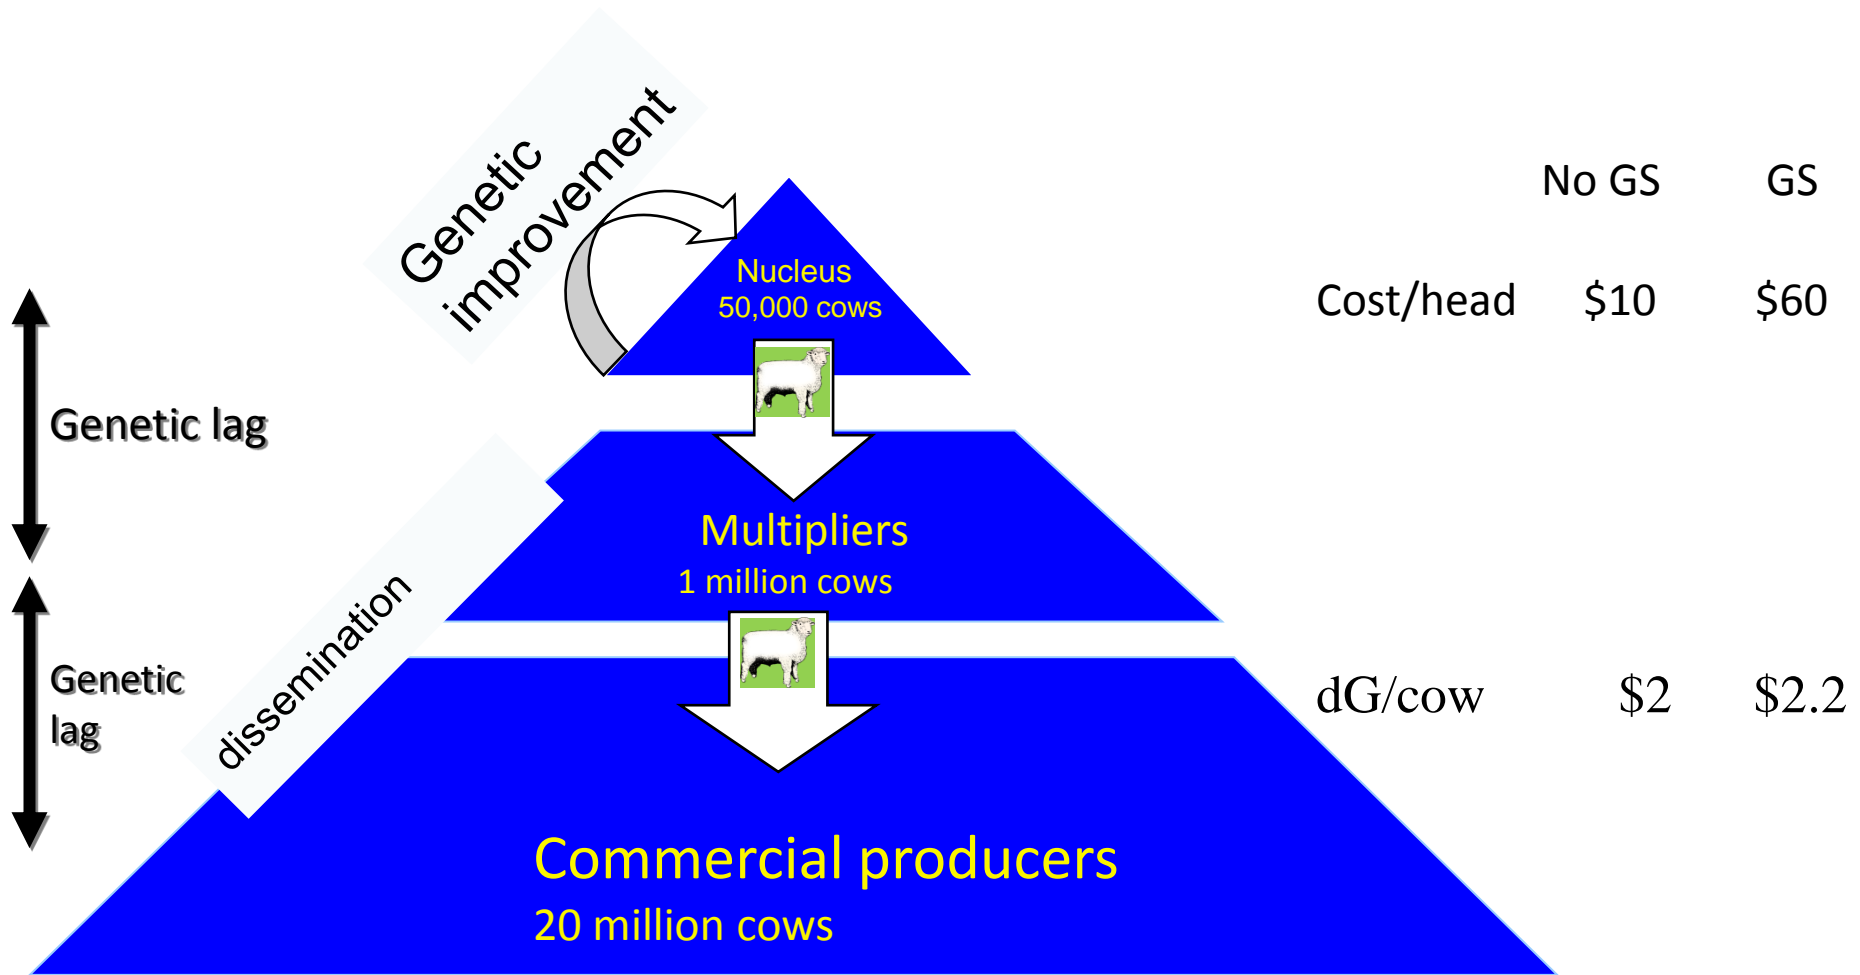 Genetic
improvement
No GS GS
Nucleus
50,000 cows
Cost/head $10 $60
Genetic lag
Multipliers
1 million cows
dissemination
Genetic
lag
dG/cow $2 $2.2
Commercial producers
20 million cows